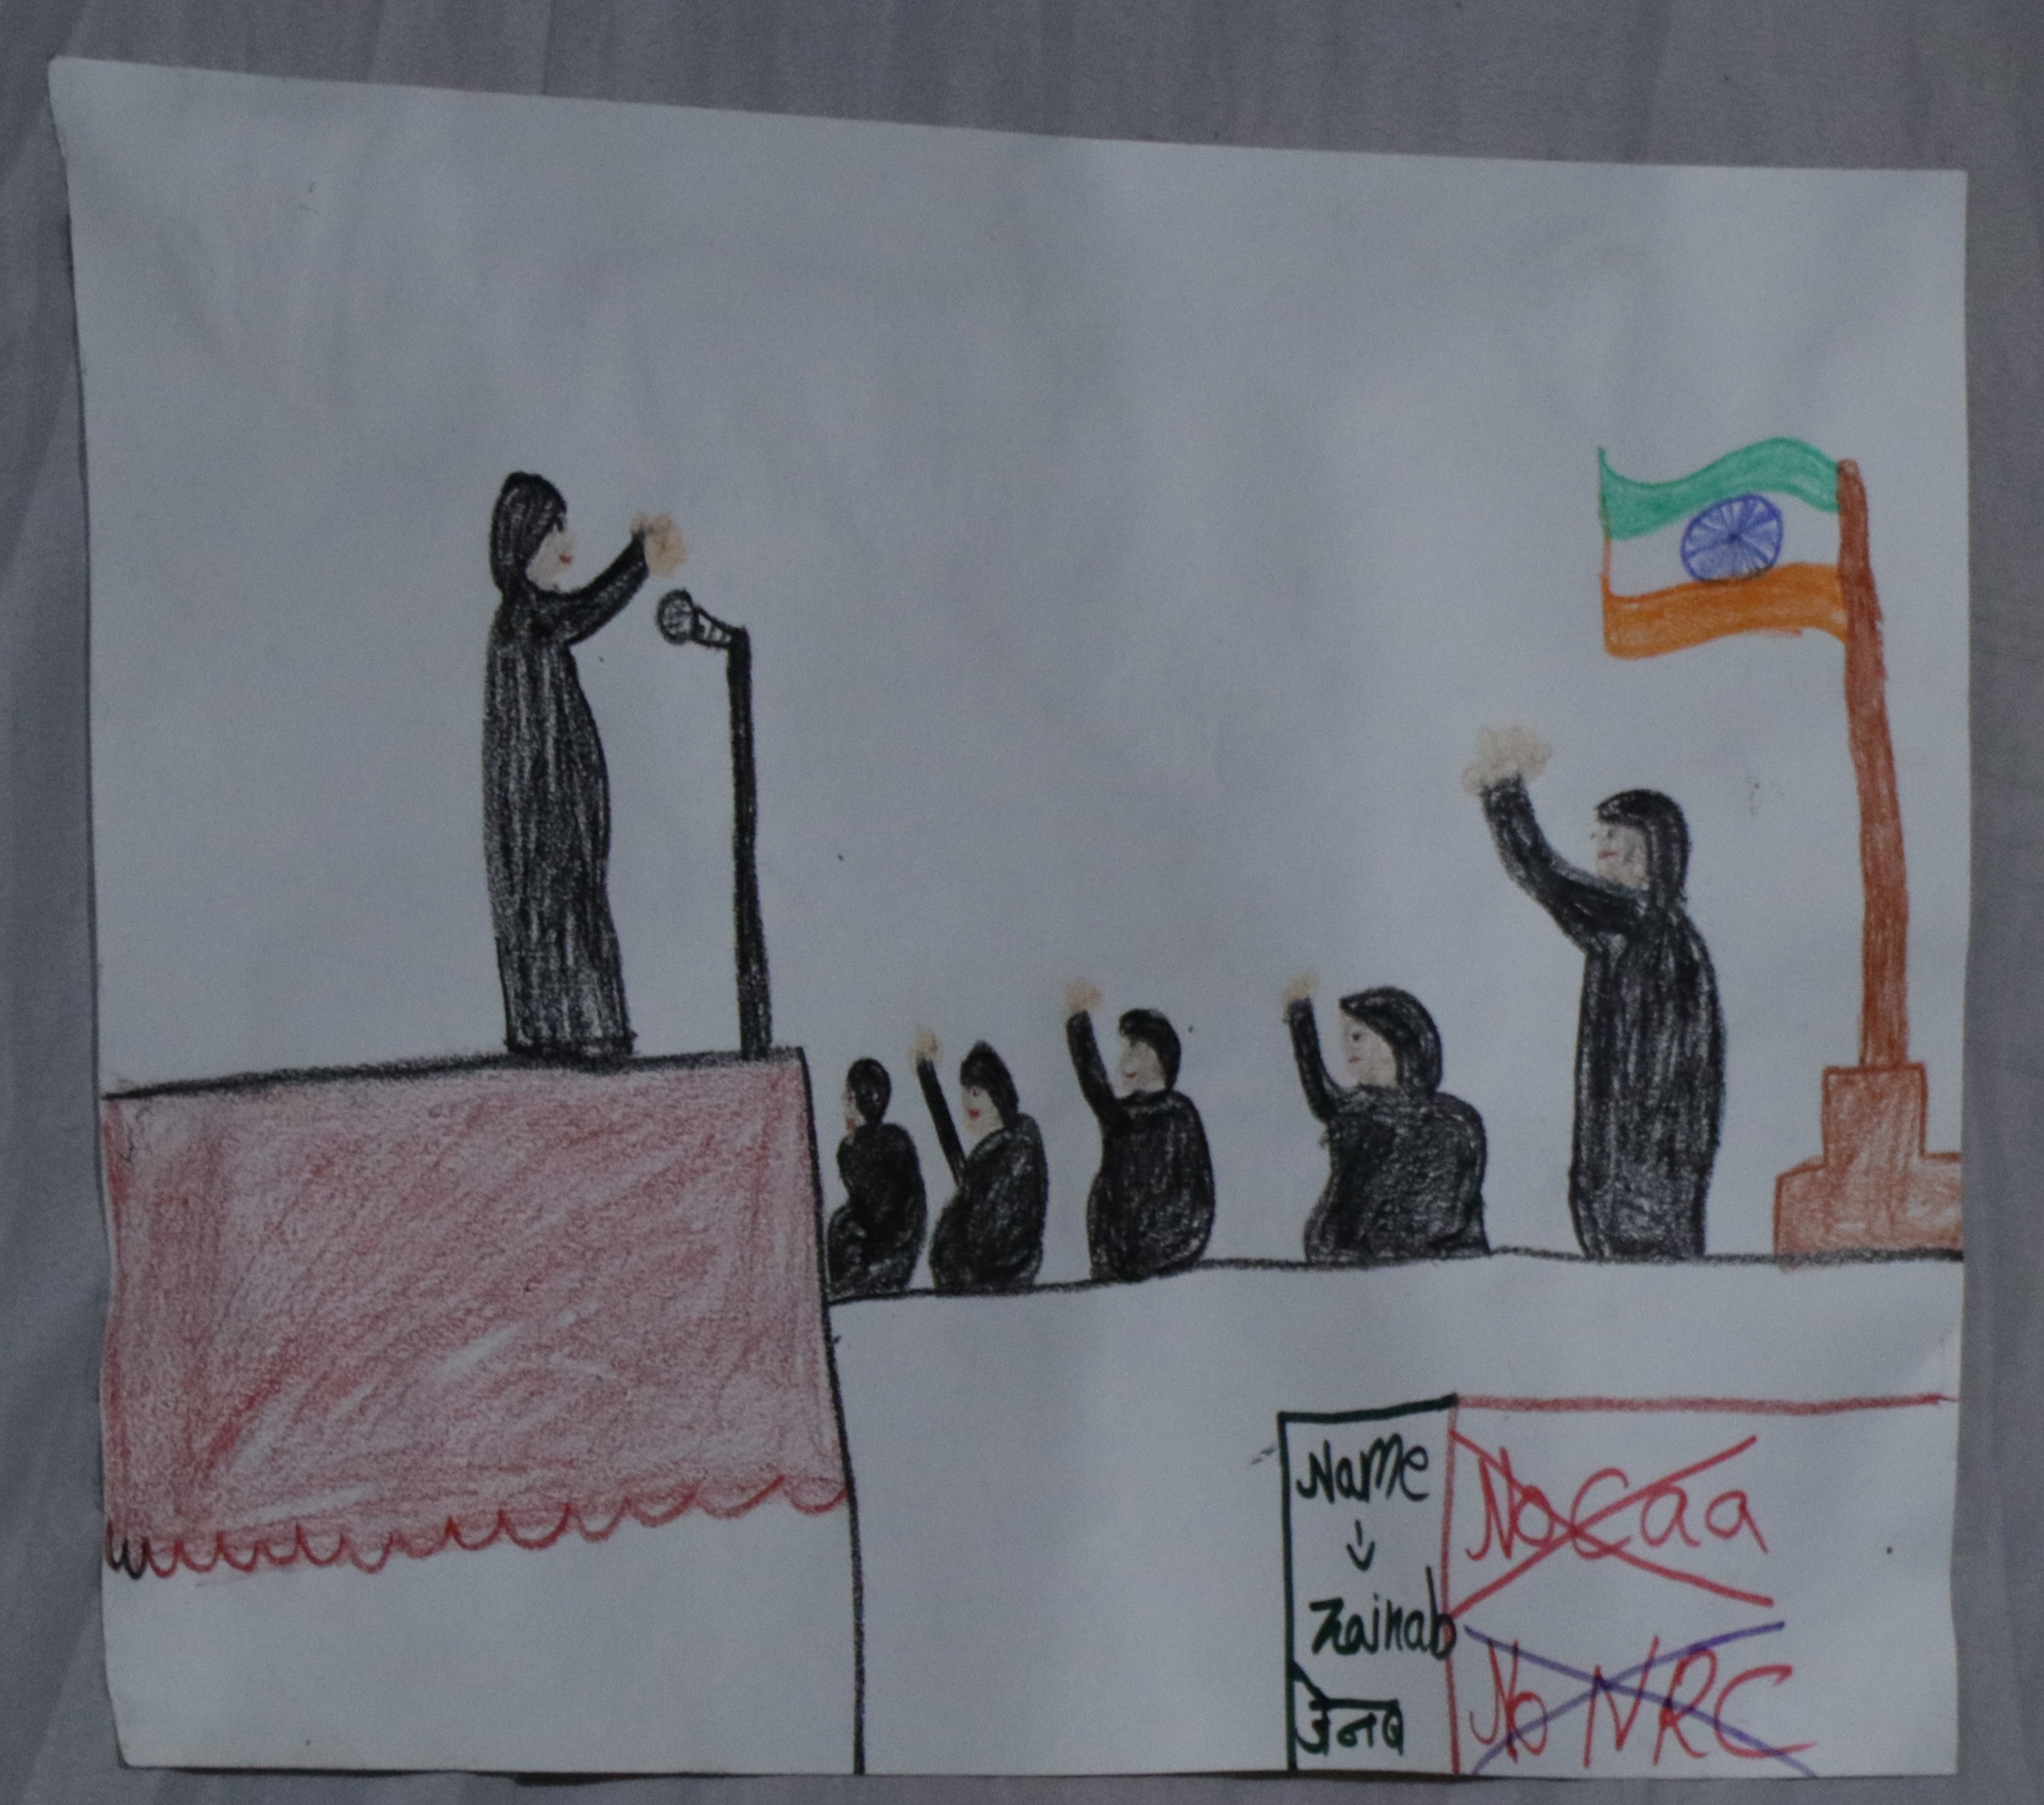 Name
Zainab
जैनब
No Caa
No NRC